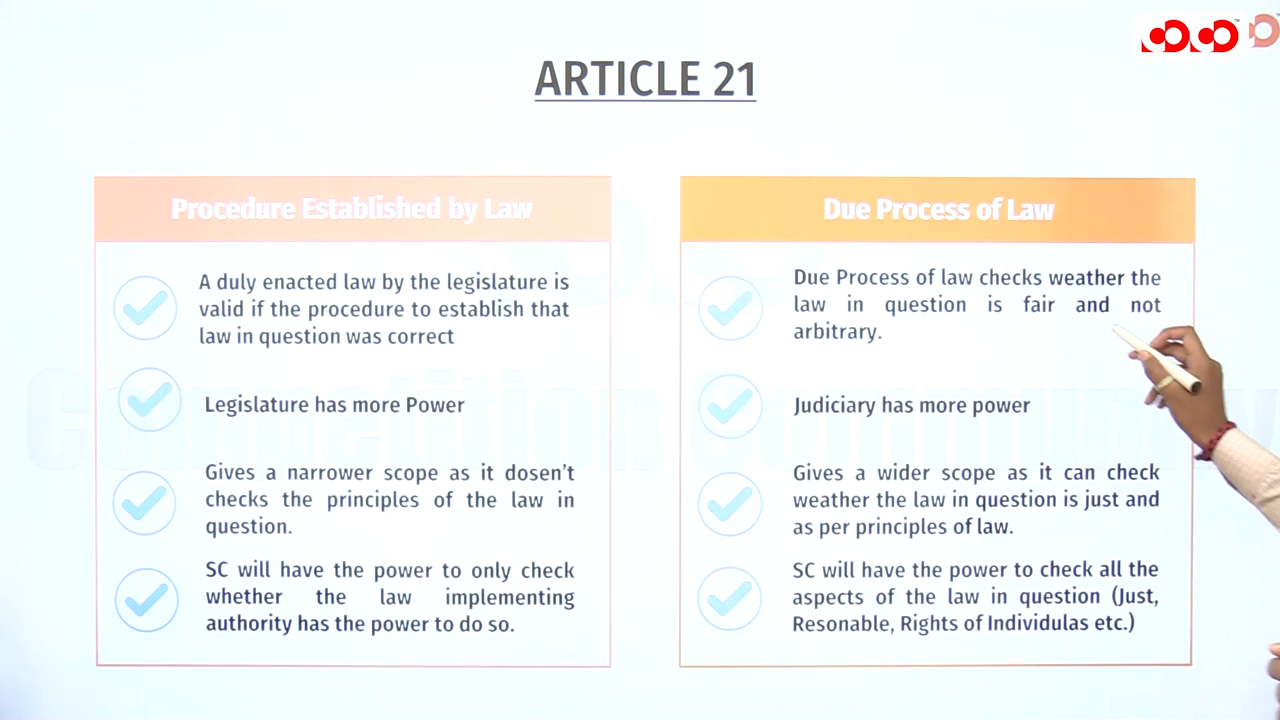 ARTICLE 21
Procedure Established by Law
A duly enacted law by the legislature is
valid if the procedure to establish that
law in question was correct
Legislature has more Power
Gives a narrower scope as it dosen't
checks the principles of the law in
question.
SC will have the power to only check
whether the law implementing
authority has the power to do so.
Due Process of Law
Due Process of law checks weather the
law in question is fair and not
arbitrary.
Judiciary has more power
Gives a wider scope as it can check
weather the law in question is just and
as per principles of law.
SC will have the power to check all the
aspects of the law in question (Just,
Resonable, Rights of Individulas etc.)
Competition Community